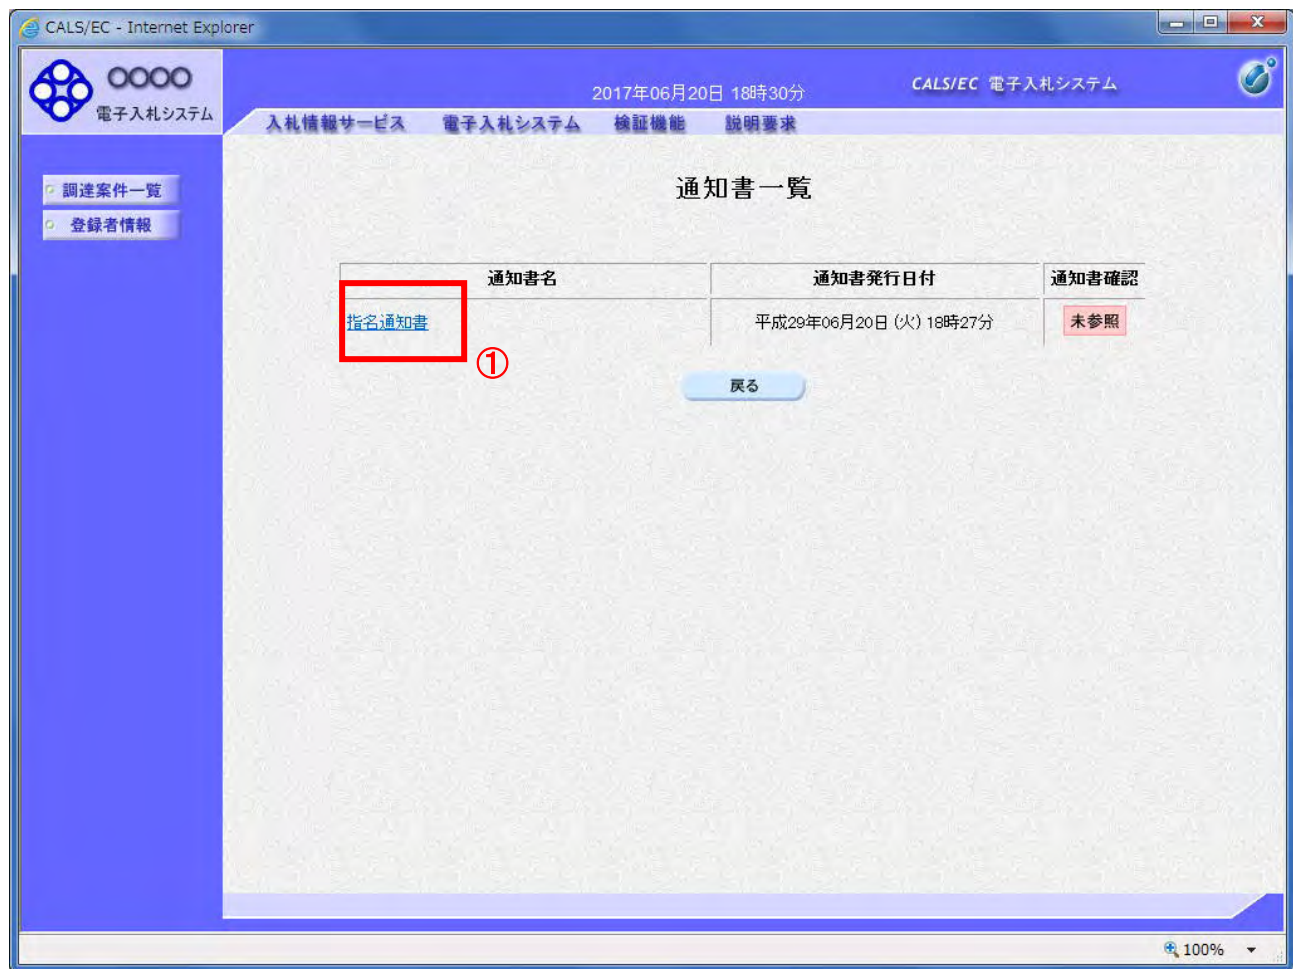 CALS/EC - Internet Explorer
〇〇〇〇
電子入札システム
2017年06月20日 18時30分
CALS/EC 電子入札システム
入札情報サービス 電子入札システム 検証機能 説明要求
調達案件一覧
登録者情報
通知書一覧
通知書名 通知書発行日付 通知書確認
指名通知書 平成29年06月20日 (火) 18時27分 未参照
①
戻る
100%